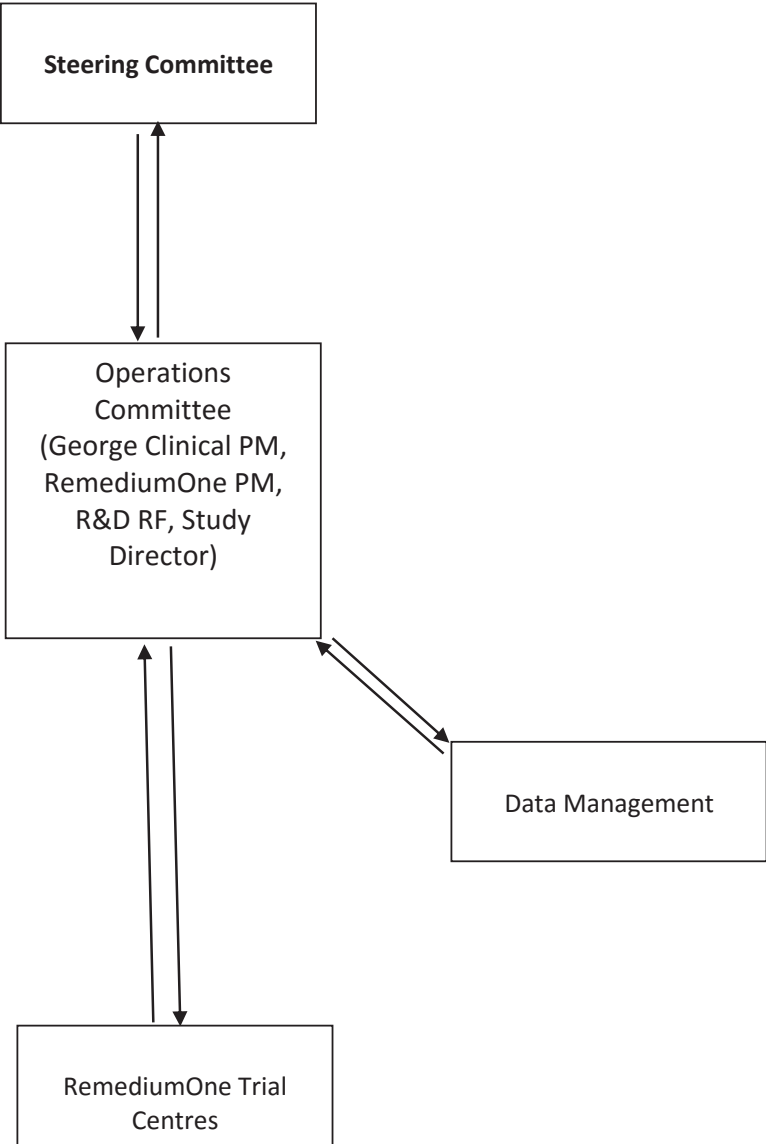 Steering Committee
Operations
Committee
(George Clinical PM,
RemediumOne PM,
R&D RF, Study
Director)
Data Management
RemediumOne Trial
Centres